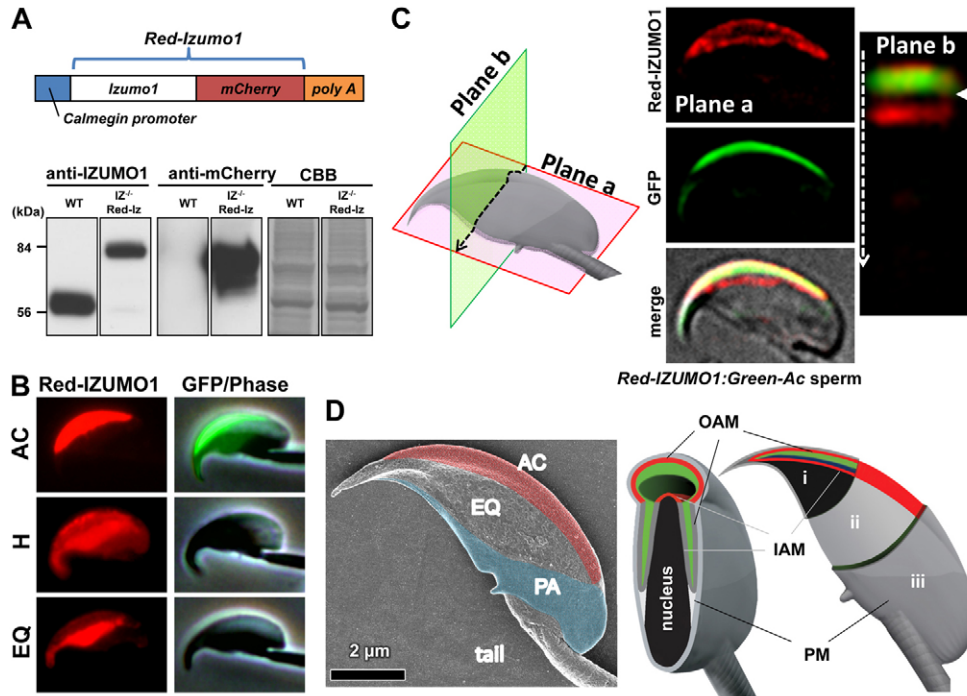 A
Red-Izumo1
Izumo1 mCherry poly A
Calmegin promoter
anti-IZUMO1 anti-mCherry CBB
(kDa) WT IZ-/- Red-Iz WT IZ-/- Red-Iz WT IZ-/- Red-Iz
84
56
B
Red-IZUMO1 GFP/Phase
AC
H
EQ
C
Plane b
Plane a
Red-IZUMO1
Plane a
GFP
merge
Plane b
Red-IZUMO1:Green-Ac sperm
D
AC
EQ
PA
tail
2 μm
OAM
IAM
PM
nucleus
i
ii
iii